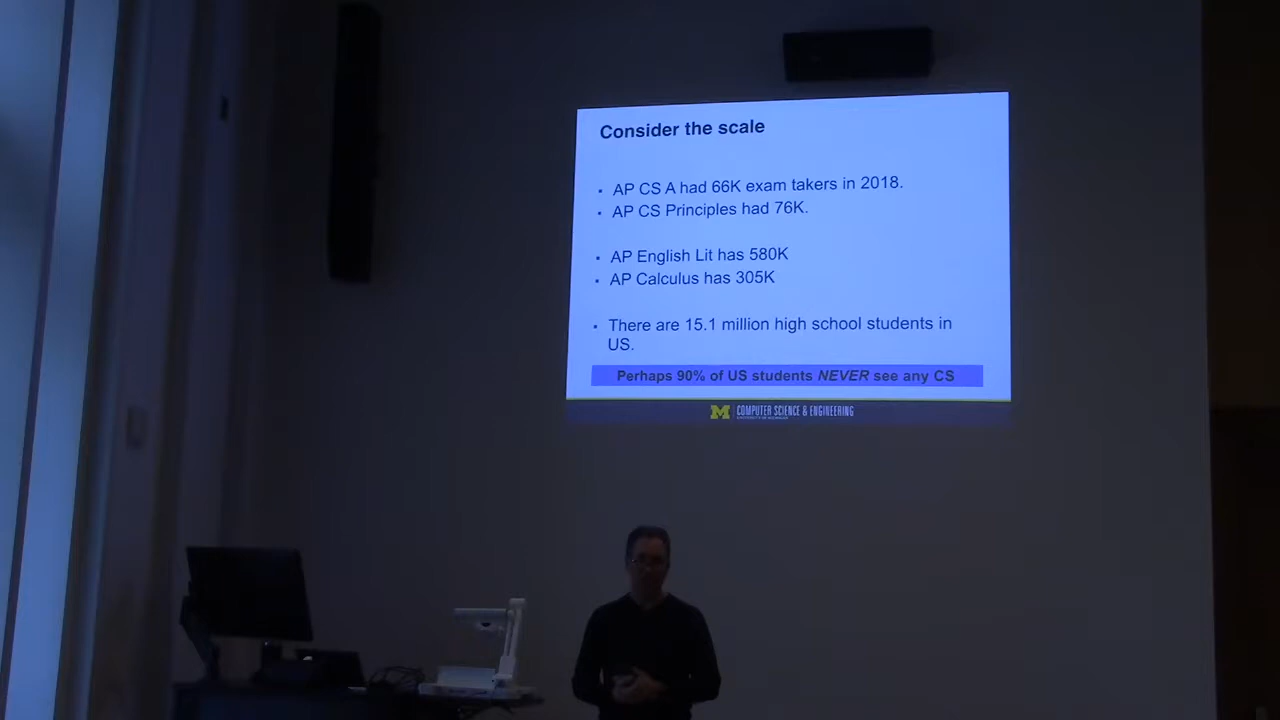 Consider the scale
AP CS A had 66K exam takers in 2018.
AP CS Principles had 76K.
AP English Lit has 580K
AP Calculus has 305K
There are 15.1 million high school students in
US.
Perhaps 90% of US students NEVER see any CS
M COMPUTER SCIENCE & ENGINEERING